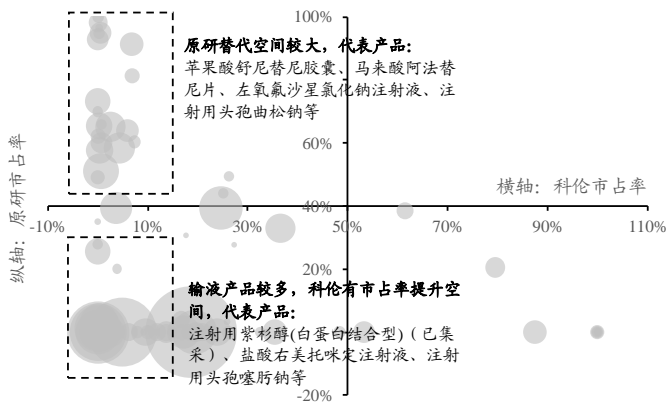 100%
原研替代空间较大，代表产品：
苹果酸舒尼替尼胶囊、马来酸阿法替
尼片、左氧氟沙星氯化钠注射液、注
射用头孢曲松钠等
80%
60%
纵轴：原研市占率
横轴：科伦市占率
40%
-10% 0% 10% 30% 50% 70% 90% 110%
20%
输液产品较多，科伦有市占率提升空
间，代表产品：
注射用紫杉醇(白蛋白结合型)（已集
采）、盐酸右美托咪定注射液、注射
用头孢噻肟钠等
0%
-20%